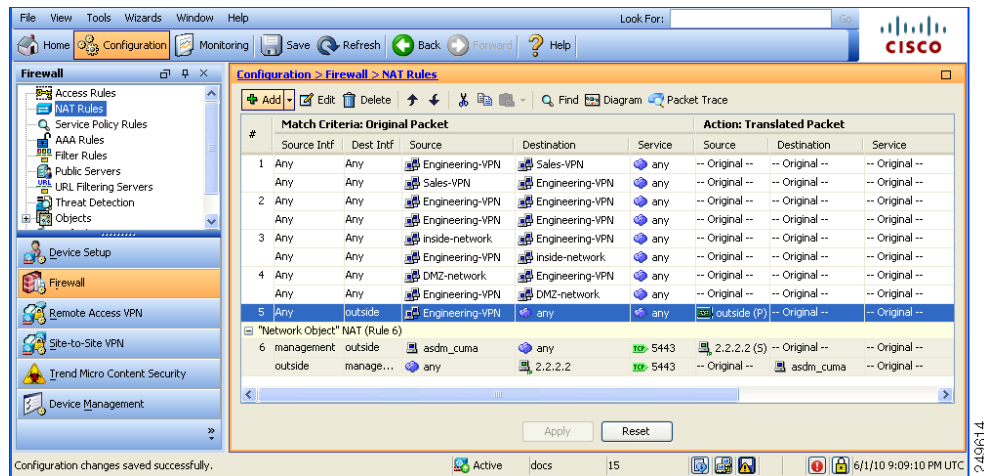 File View Tools Wizards Window Help Look For: Go
Home Configuration Monitoring Save Refresh Back Forward Help
CISCO
Firewall
Access Rules
NAT Rules
Service Policy Rules
AAA Rules
Filter Rules
Public Servers
URL Filtering Servers
Threat Detection
Objects
Device Setup
Firewall
Remote Access VPN
Site-to-Site VPN
Trend Micro Content Security
Device Management
Configuration > Firewall > NAT Rules
Add Edit Delete Find Diagram Packet Trace
# Match Criteria: Original Packet Action: Translated Packet
Source Intf Dest Intf Source Destination Service Source Destination Service
1 Any Any Engineering-VPN Sales-VPN any -- Original -- -- Original -- -- Original --
Any Any Sales-VPN Engineering-VPN any -- Original -- -- Original -- -- Original --
2 Any Any Engineering-VPN Engineering-VPN any -- Original -- -- Original -- -- Original --
Any Any Engineering-VPN Engineering-VPN any -- Original -- -- Original -- -- Original --
3 Any Any inside-network Engineering-VPN any -- Original -- -- Original -- -- Original --
Any Any Engineering-VPN inside-network any -- Original -- -- Original -- -- Original --
4 Any Any DMZ-network Engineering-VPN any -- Original -- -- Original -- -- Original --
Any Any Engineering-VPN DMZ-network any -- Original -- -- Original -- -- Original --
5 Any outside Engineering-VPN any any outside (P) -- Original -- -- Original --
"Network Object" NAT (Rule 6)
6 management outside asdm_cuma any TCP 5443 2.2.2.2 (S) -- Original -- -- Original --
outside manage... any 2.2.2.2 TCP 5443 -- Original -- asdm_cuma -- Original --
Apply Reset
Configuration changes saved successfully. Active docs 15 6/1/10 9:09:10 PM UTC
249614